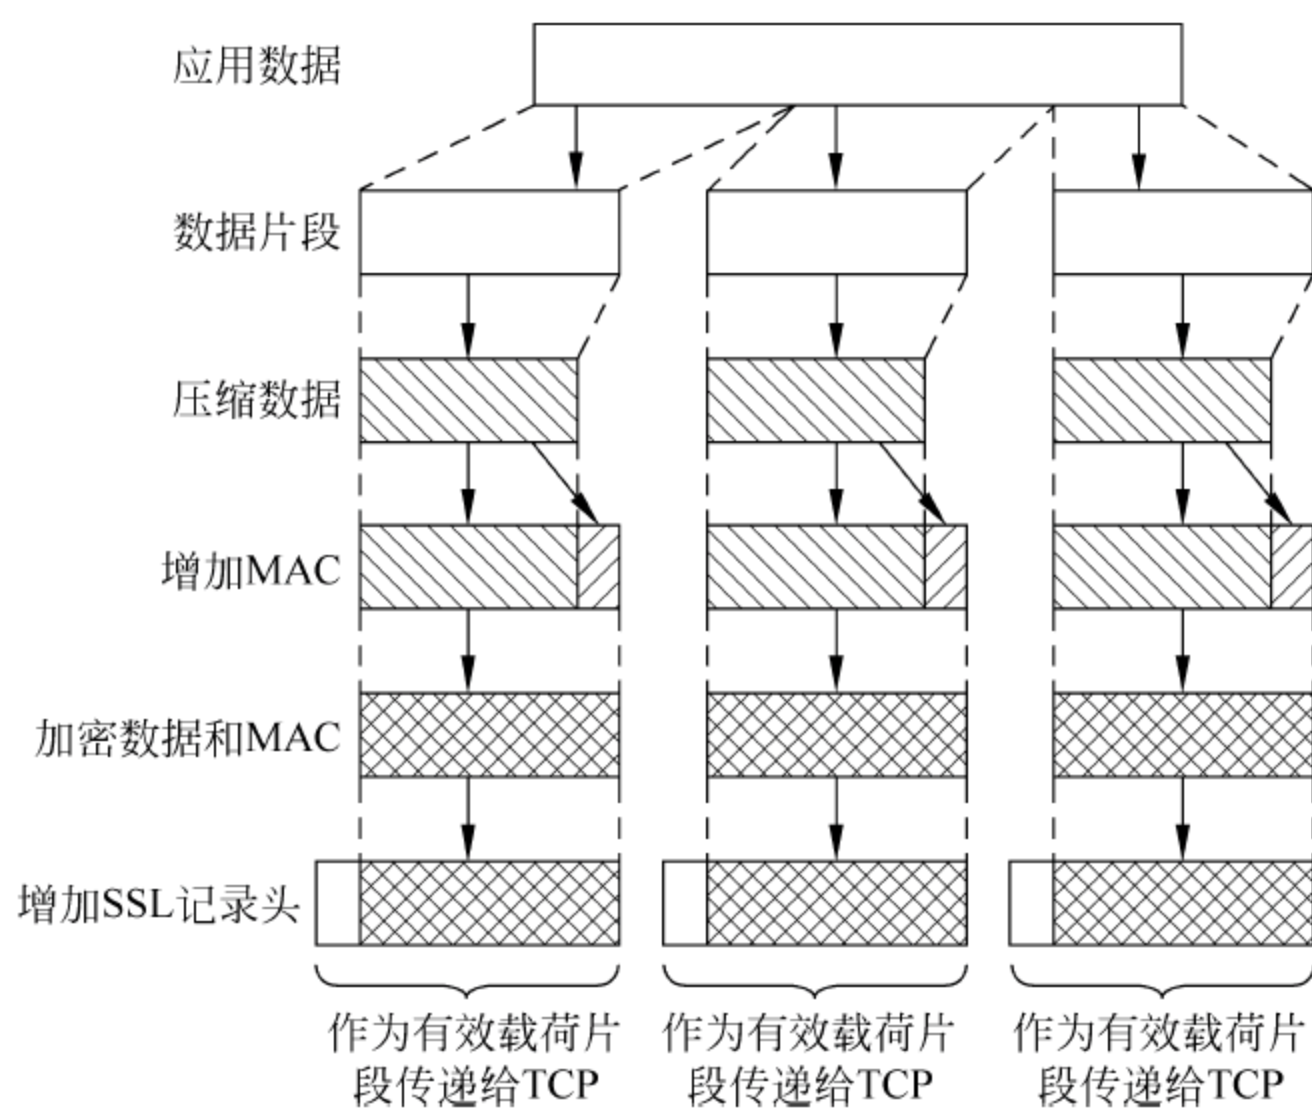 应用数据
数据片段
压缩数据
增加MAC
加密数据和MAC
增加SSL记录头
作为有效载荷片
段传递给TCP
作为有效载荷片
段传递给TCP
作为有效载荷片
段传递给TCP